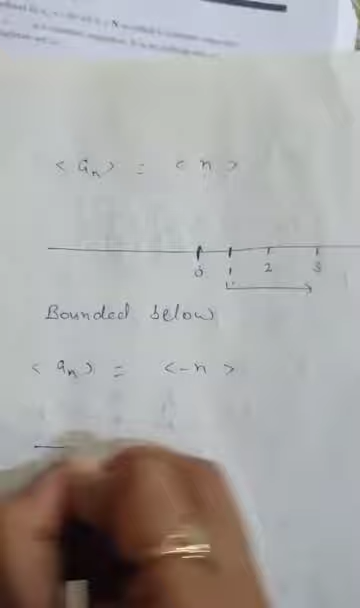 < aₙ > = < n >
0 1 2 3
Bounded below
< aₙ > = < -n >